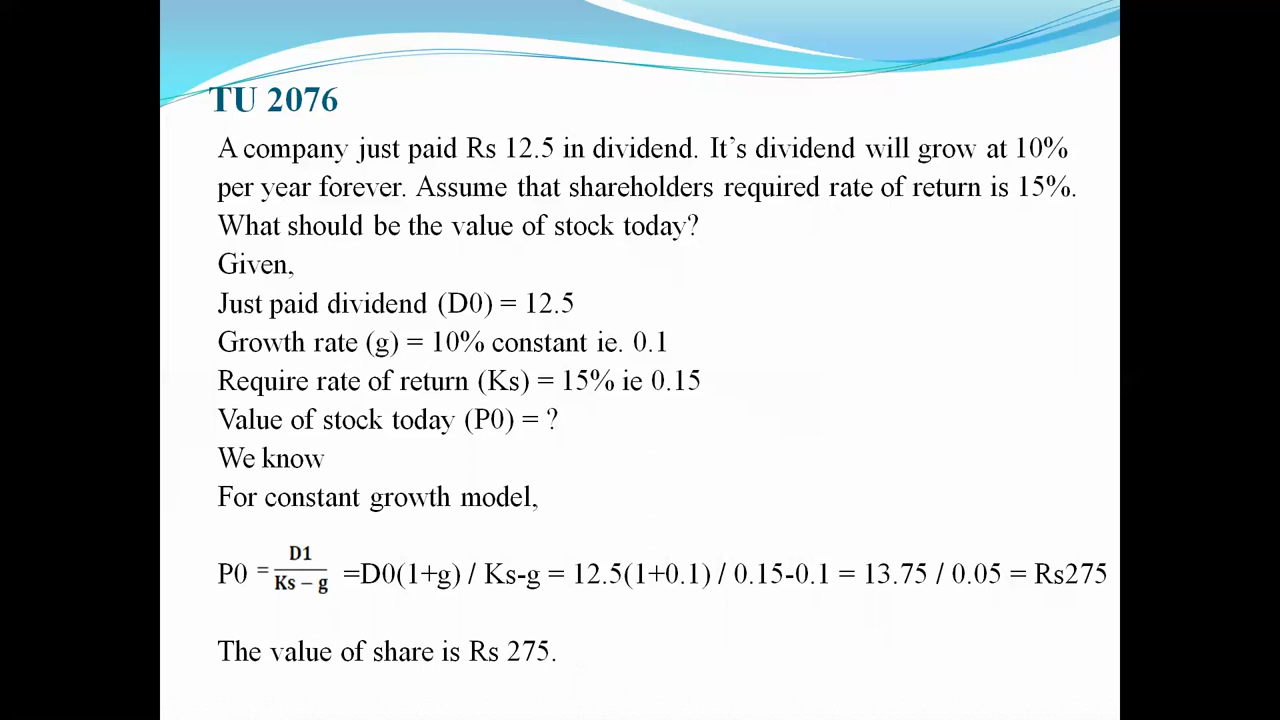 TU 2076
A company just paid Rs 12.5 in dividend. It’s dividend will grow at 10%
per year forever. Assume that shareholders required rate of return is 15%.
What should be the value of stock today?
Given,
Just paid dividend (D0) = 12.5
Growth rate (g) = 10% constant ie. 0.1
Require rate of return (Ks) = 15% ie 0.15
Value of stock today (P0) = ?
We know
For constant growth model,
P0 = D1 / Ks – g =D0(1+g) / Ks-g = 12.5(1+0.1) / 0.15-0.1 = 13.75 / 0.05 = Rs275
The value of share is Rs 275.